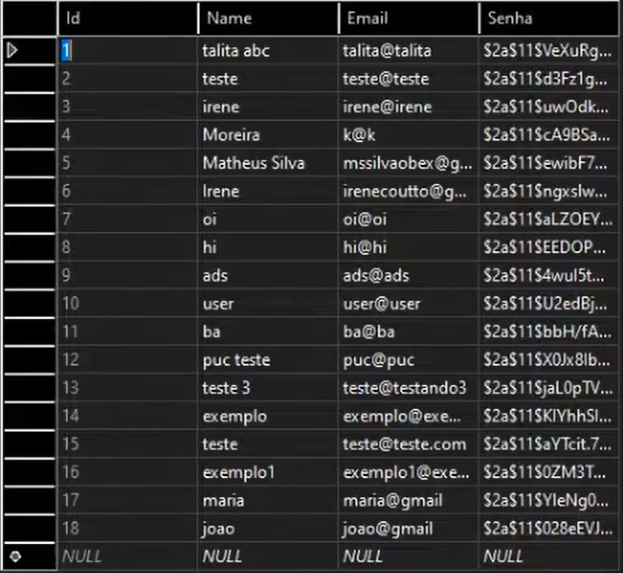 Id Name Email Senha
1 talita abc talita@talita $2a$11$VeXuRg...
2 teste teste@teste $2a$11$d3Fz1g...
3 irene irene@irene $2a$11$uwOdk...
4 Moreira k@k $2a$11$cA9BSa...
5 Matheus Silva mssilvaobex@g... $2a$11$ewibF7...
6 Irene irenecoutto@g... $2a$11$ngxslw...
7 oi oi@oi $2a$11$aLZOEY...
8 hi hi@hi $2a$11$EEDOP...
9 ads ads@ads $2a$11$4wul5t...
10 user user@user $2a$11$U2edBj...
11 ba ba@ba $2a$11$bbH/fA...
12 puc teste puc@puc $2a$11$X0Jx8lb...
13 teste 3 teste@testando3 $2a$11$jaL0pTV...
14 exemplo exemplo@exe... $2a$11$KlYhhSl...
15 teste teste@teste.com $2a$11$aYTcit.7...
16 exemplo1 exemplo1@exe... $2a$11$0ZM3T...
17 maria maria@gmail $2a$11$YleNg0...
18 joao joao@gmail $2a$11$028eEVJ...
NULL NULL NULL NULL